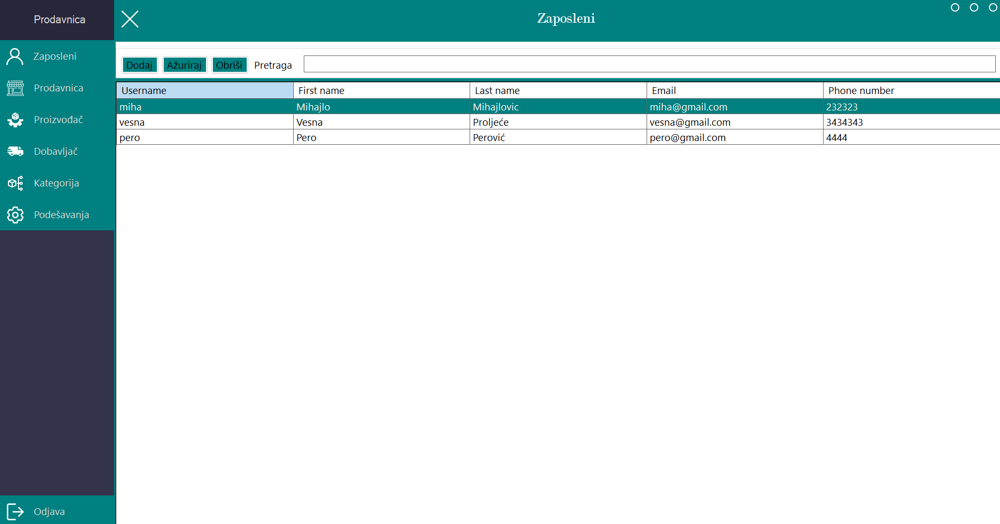 Prodavnica
Zaposleni
Zaposleni
Prodavnica
Proizvođač
Dobavljač
Kategorija
Podešavanja
Odjava
Dodaj Ažuriraj Obriši Pretraga
Username First name Last name Email Phone number
miha Mihajlo Mihajlovic miha@gmail.com 232323
vesna Vesna Proljeće vesna@gmail.com 3434343
pero Pero Perović pero@gmail.com 4444